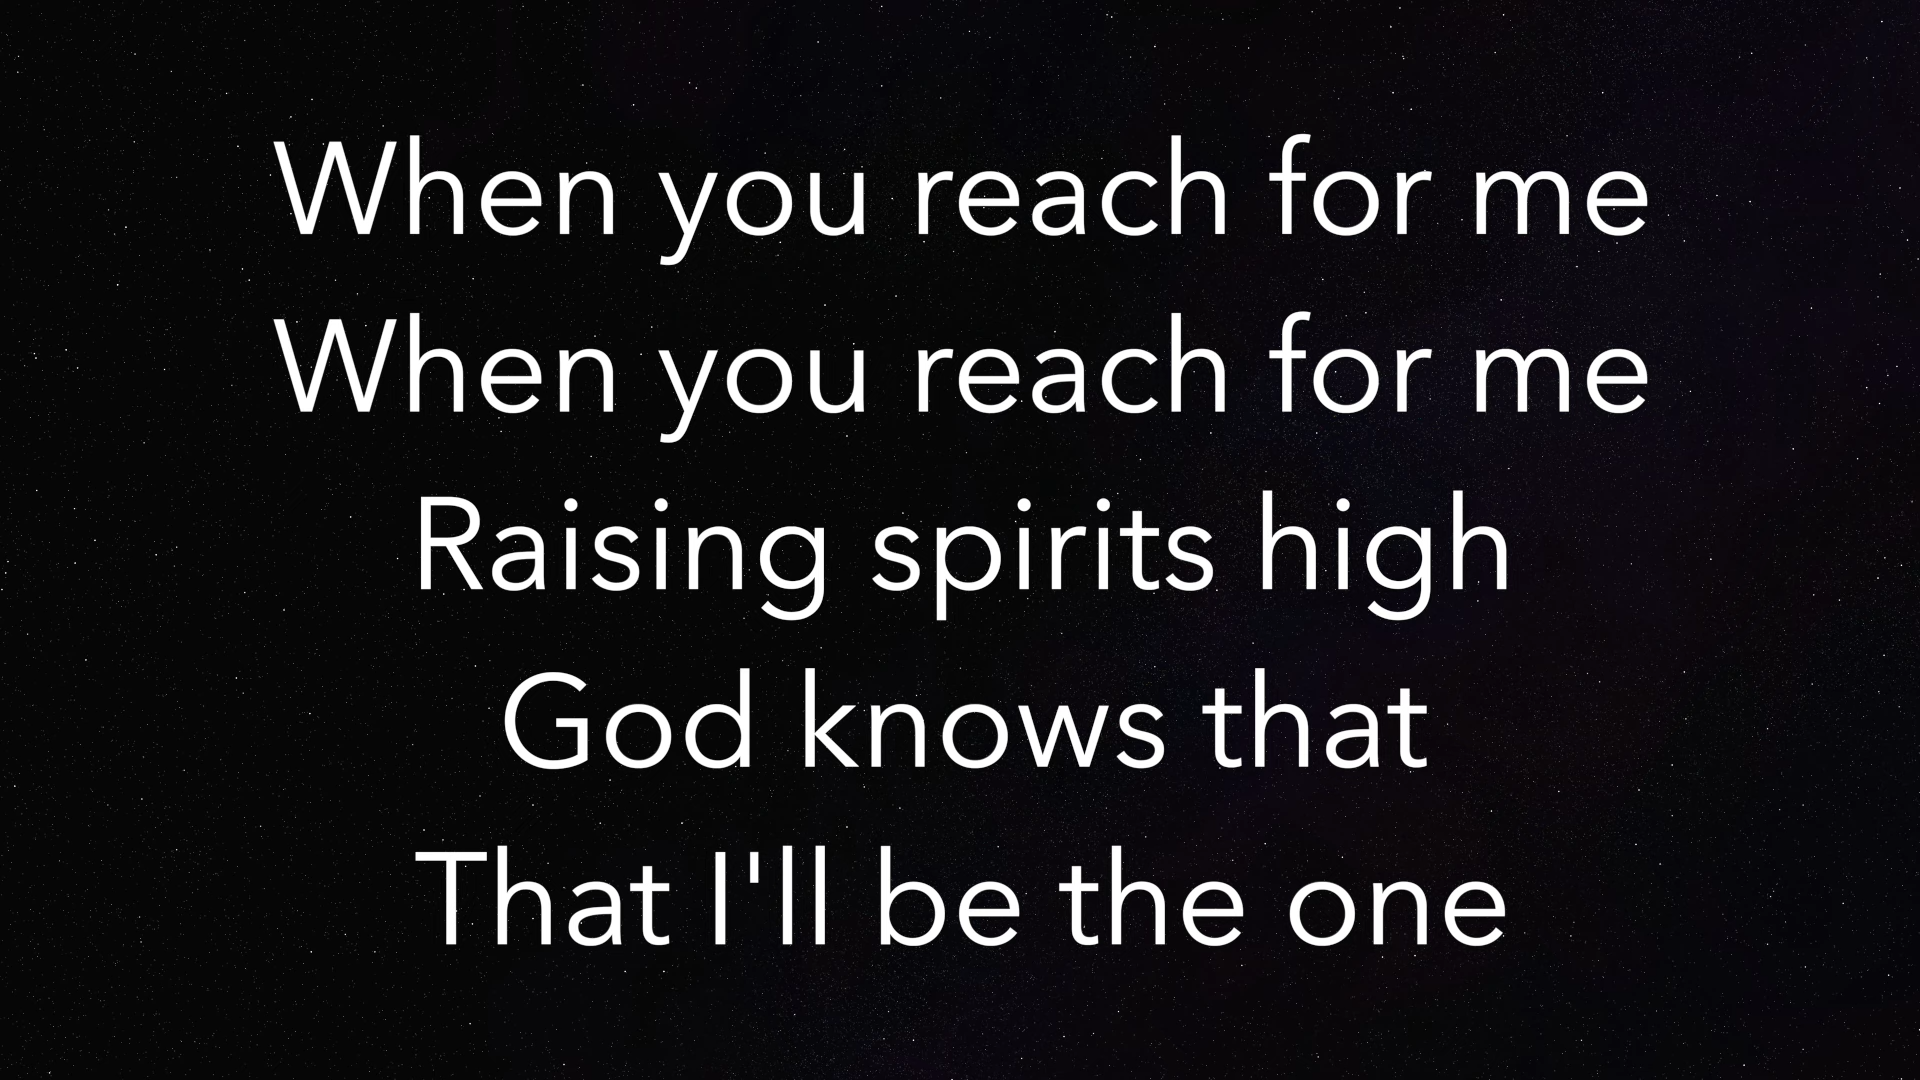 When you reach for me
When you reach for me
Raising spirits high
God knows that
That I'll be the one